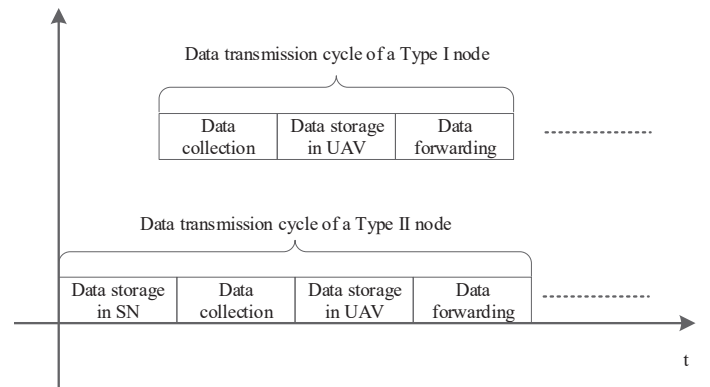 Data transmission cycle of a Type I node
Data collection
Data storage in UAV
Data forwarding
Data transmission cycle of a Type II node
Data storage in SN
Data collection
Data storage in UAV
Data forwarding
t